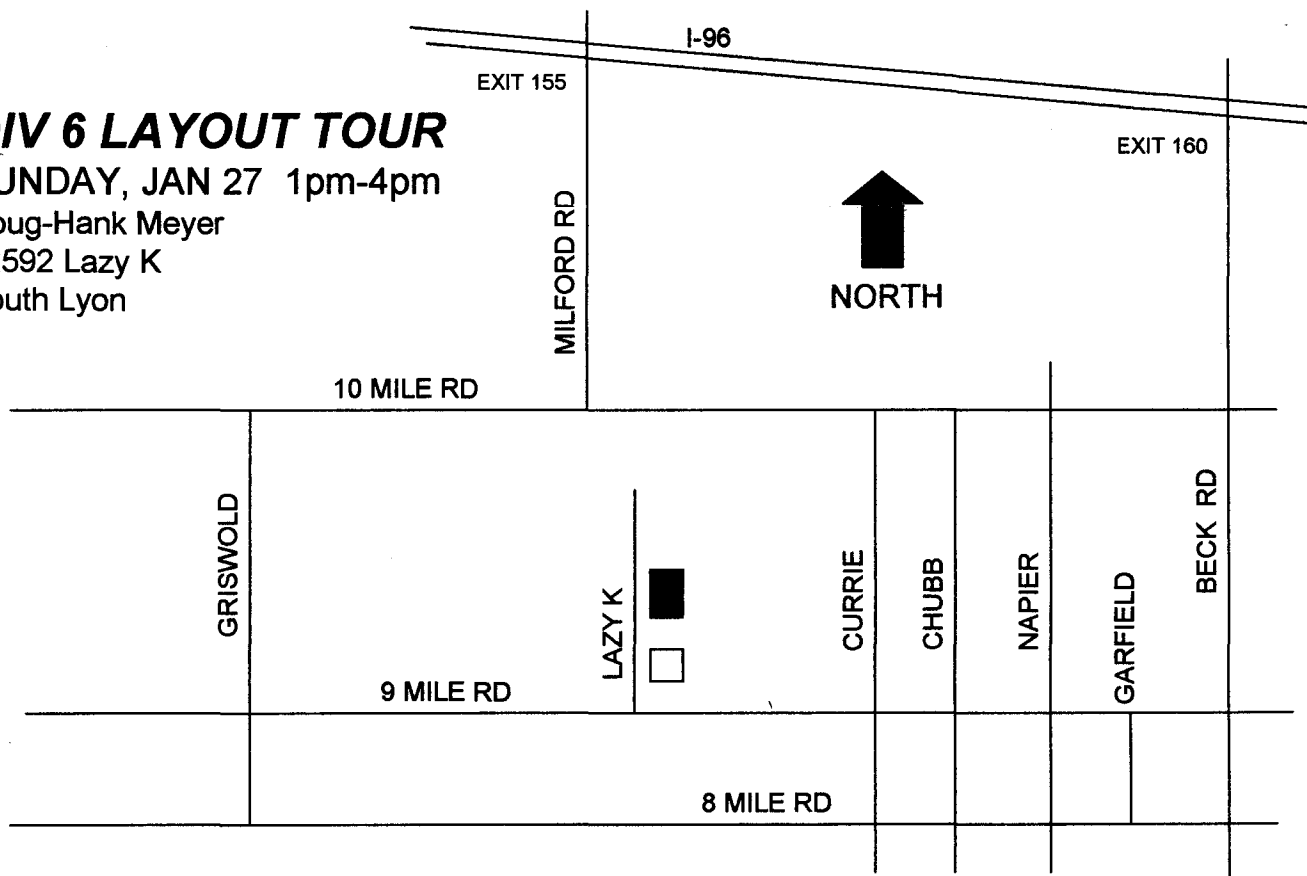 I-96
EXIT 155
IV 6 LAYOUT TOUR
UNDAY, JAN 27 1pm-4pm
oug-Hank Meyer
592 Lazy K
outh Lyon
EXIT 160
MILFORD RD
NORTH
10 MILE RD
GRISWOLD
LAZY K
CURRIE
CHUBB
NAPIER
GARFIELD
BECK RD
9 MILE RD
8 MILE RD